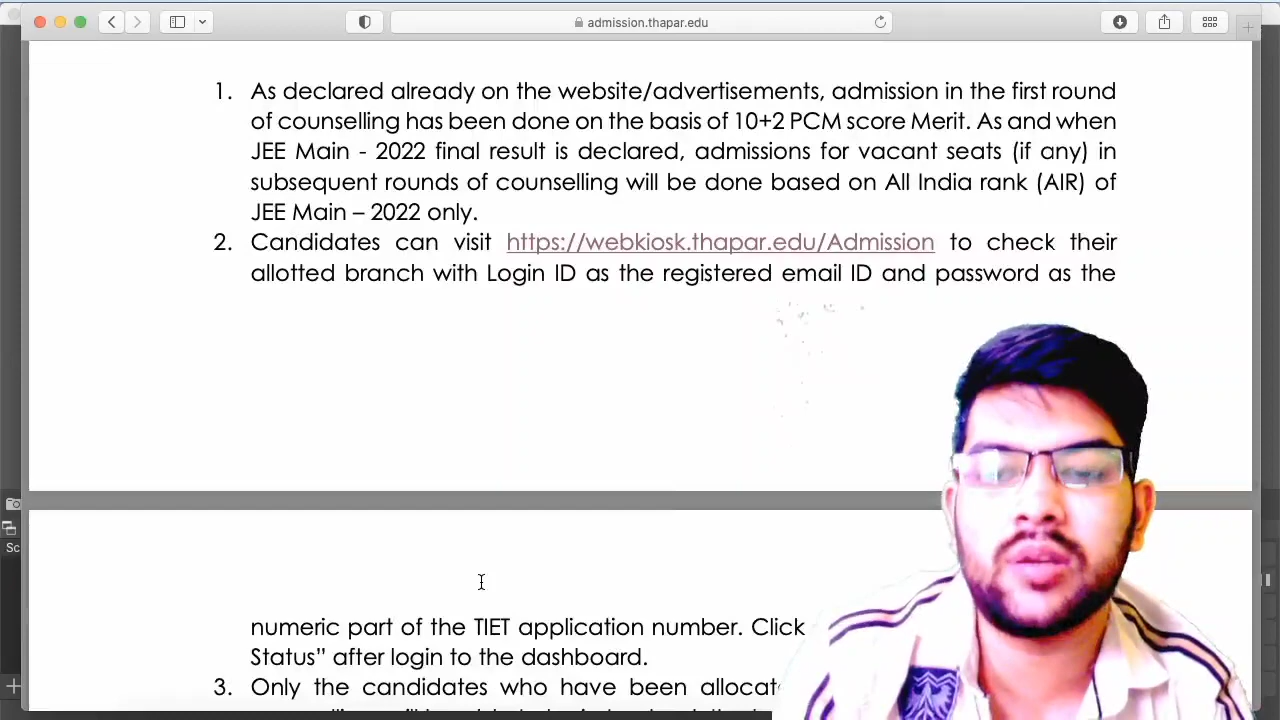 admission.thapar.edu
1. As declared already on the website/advertisements, admission in the first round
of counselling has been done on the basis of 10+2 PCM score Merit. As and when
JEE Main - 2022 final result is declared, admissions for vacant seats (if any) in
subsequent rounds of counselling will be done based on All India rank (AIR) of
JEE Main – 2022 only.
2. Candidates can visit https://webkiosk.thapar.edu/Admission to check their
allotted branch with Login ID as the registered email ID and password as the
Sc
numeric part of the TIET application number. Click
Status” after login to the dashboard.
3. Only the candidates who have been allocat